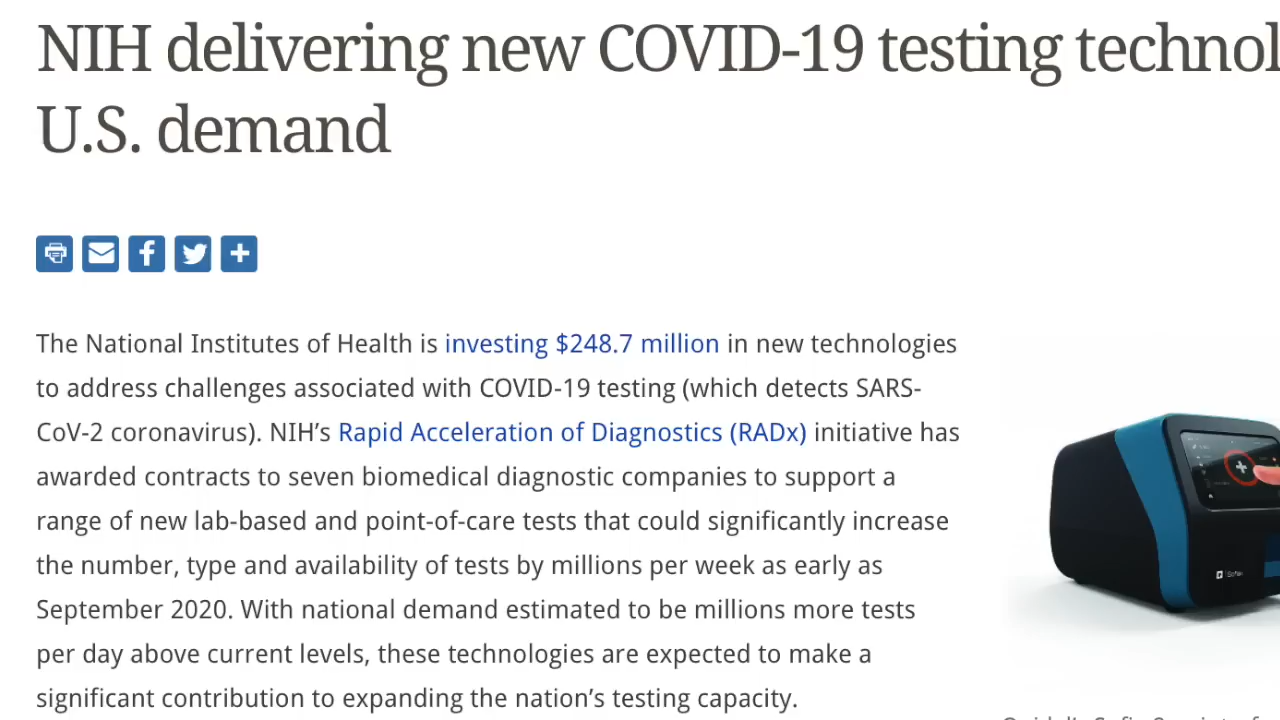 NIH delivering new COVID-19 testing
U.S. demand
The National Institutes of Health is investing $248.7 million in new technologies
to address challenges associated with COVID-19 testing (which detects SARS-
CoV-2 coronavirus). NIH’s Rapid Acceleration of Diagnostics (RADx) initiative has
awarded contracts to seven biomedical diagnostic companies to support a
range of new lab-based and point-of-care tests that could significantly increase
the number, type and availability of tests by millions per week as early as
September 2020. With national demand estimated to be millions more tests
per day above current levels, these technologies are expected to make a
significant contribution to expanding the nation’s testing capacity.